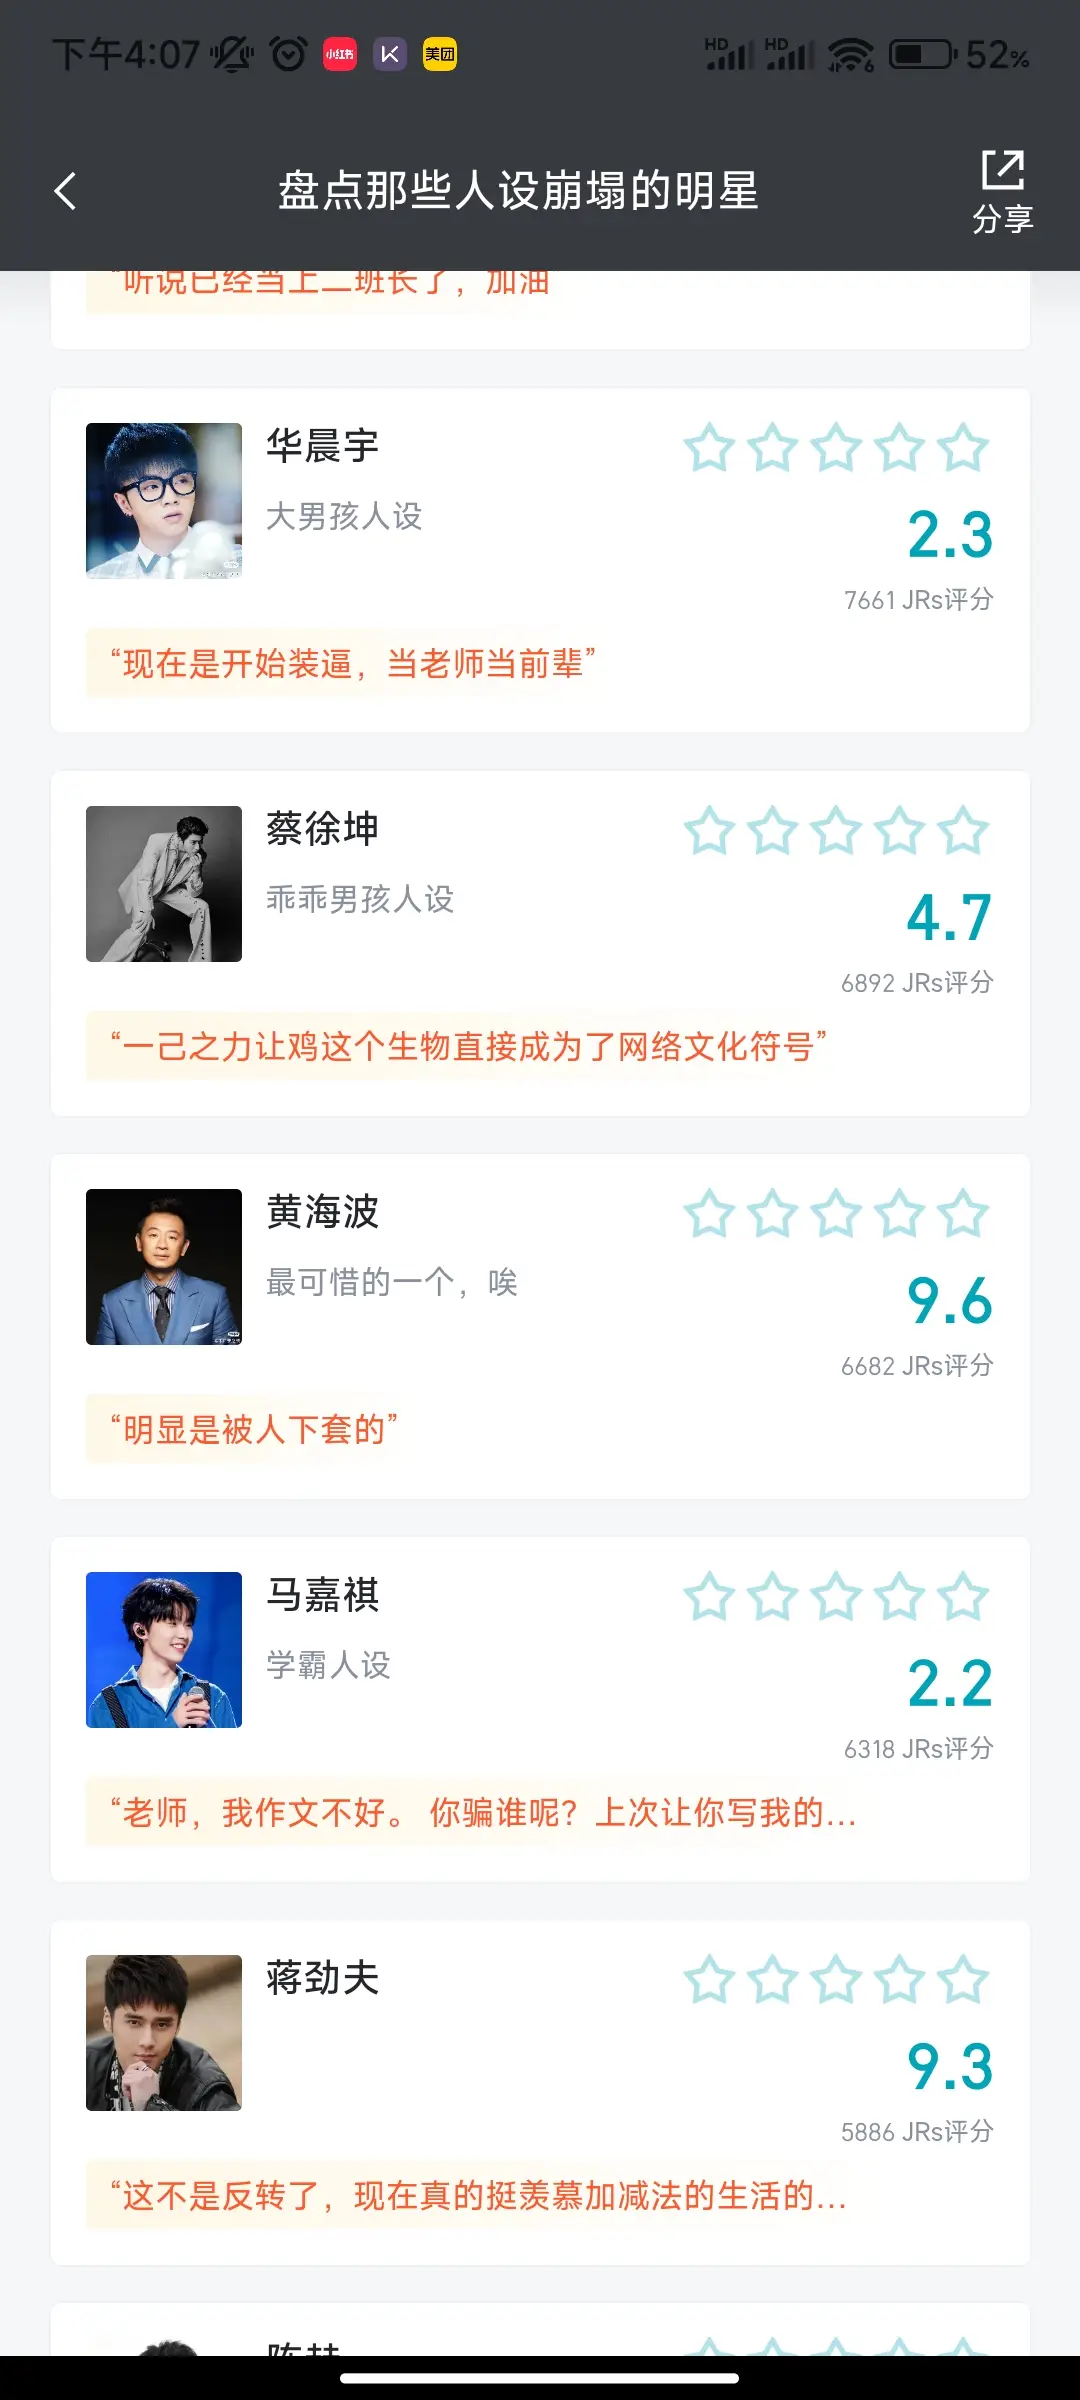 下午4:07
小红书
K
美团
HD
HD
6
52%
盘点那些人设崩塌的明星
分享
“听说已经当上二班长了，加油
华晨宇
大男孩人设
2.3
7661 JRs评分
“现在是开始装逼，当老师当前辈”
蔡徐坤
乖乖男孩人设
4.7
6892 JRs评分
“一己之力让鸡这个生物直接成为了网络文化符号”
黄海波
最可惜的一个，唉
9.6
6682 JRs评分
“明显是被人下套的”
马嘉祺
学霸人设
2.2
6318 JRs评分
“老师，我作文不好。 你骗谁呢？上次让你写我的...
蒋劲夫
9.3
5886 JRs评分
“这不是反转了，现在真的挺羡慕加减法的生活的...